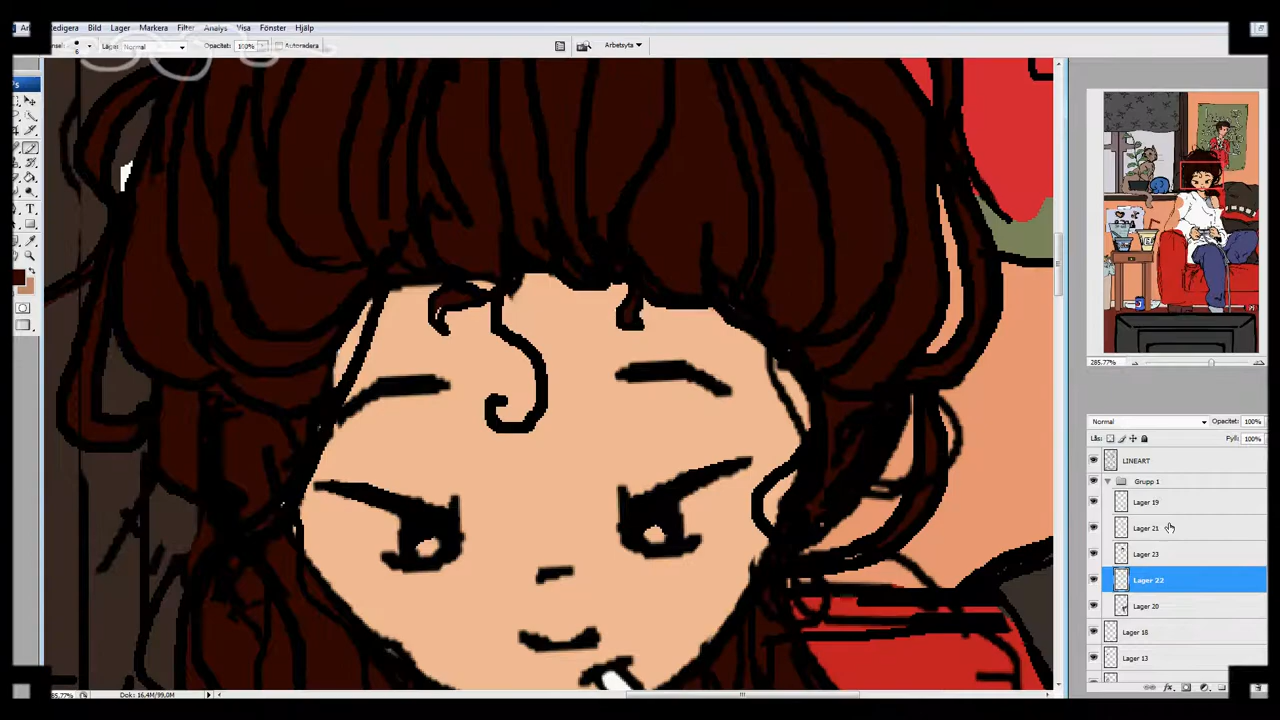 Redigera Bild Lager Markera Filter Analys Visa Fönster Hjälp
6 Läge: Normal Opacitet: 100% Autoradera Arbetsyta
285.77%
Normal Opacitet: 100%
Lås: Fyll: 100%
LINEART
Grupp 1
Lager 19
Lager 21
Lager 23
Lager 22
Lager 20
Lager 18
Lager 13
Dok: 16,4M/99,0M